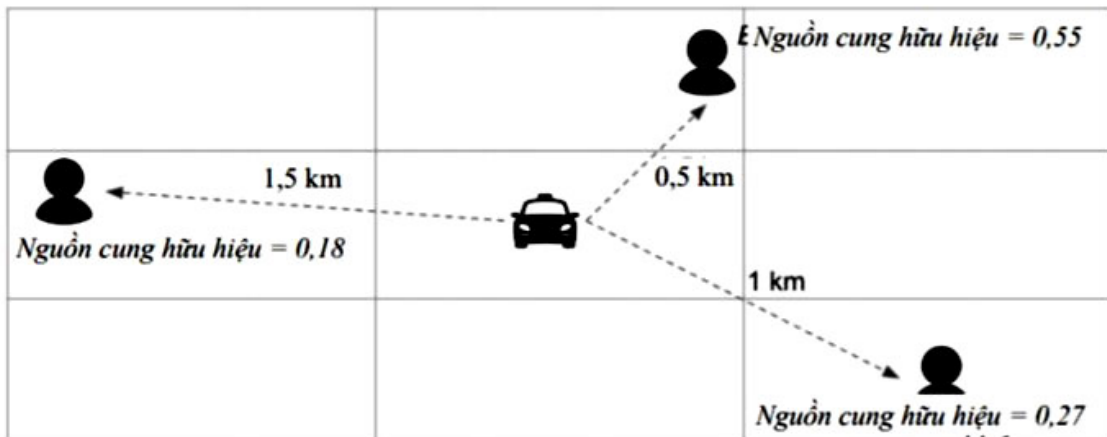 Nguồn cung hữu hiệu = 0,55
1,5 km
0,5 km
Nguồn cung hữu hiệu = 0,18
1 km
Nguồn cung hữu hiệu = 0,27